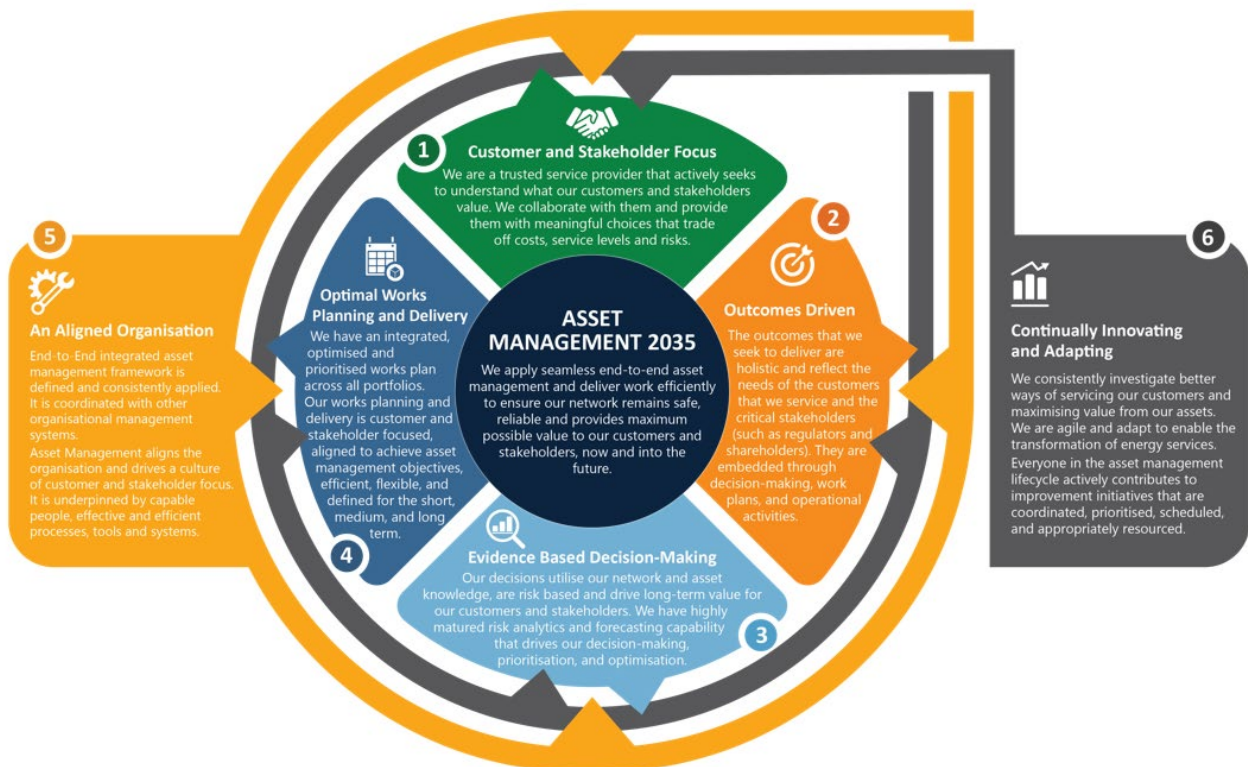 1
Customer and Stakeholder Focus
We are a trusted service provider that actively seeks
to understand what our customers and stakeholders
value. We collaborate with them and provide
them with meaningful choices that trade
off costs, service levels and risks.
2
Outcomes Driven
The outcomes that we
seek to deliver are
holistic and reflect the
needs of the customers
that we service and the
critical stakeholders
(such as regulators and
shareholders). They are
embedded through
decision-making, work
plans, and operational
activities.
3
Evidence Based Decision-Making
Our decisions utilise our network and asset
knowledge, are risk based and drive long-term value for
our customers and stakeholders. We have highly
matured risk analytics and forecasting capability
that drives our decision-making,
prioritisation, and optimisation.
4
Optimal Works
Planning and Delivery
We have an integrated,
optimised and
prioritised works plan
across all portfolios.
Our works planning and
delivery is customer and
stakeholder focused,
aligned to achieve asset
management objectives,
efficient, flexible, and
defined for the short,
medium, and long
term.
ASSET
MANAGEMENT 2035
We apply seamless end-to-end asset
management and deliver work efficiently
to ensure our network remains safe,
reliable and provides maximum
possible value to our customers and
stakeholders, now and into the
future.
5
An Aligned Organisation
End-to-End integrated asset
management framework is
defined and consistently applied.
It is coordinated with other
organisational management
systems.
Asset Management aligns the
organisation and drives a culture
of customer and stakeholder focus.
It is underpinned by capable
people, effective and efficient
processes, tools and systems.
6
Continually Innovating
and Adapting
We consistently investigate better
ways of servicing our customers and
maximising value from our assets.
We are agile and adapt to enable the
transformation of energy services.
Everyone in the asset management
lifecycle actively contributes to
improvement initiatives that are
coordinated, prioritised, scheduled,
and appropriately resourced.